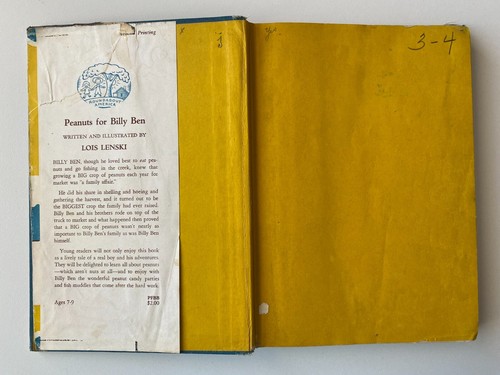 Printing
ROUNDABOUT
AMERICA
Peanuts for Billy Ben
WRITTEN AND ILLUSTRATED BY
LOIS LENSKI
BILLY BEN, though he loved best to eat pea-
nuts and go fishing in the creek, knew that
growing a BIG crop of peanuts each year for
market was "a family affair."
He did his share in shelling and hoeing and
gathering the harvest, and it turned out to be
the BIGGEST crop the family had ever raised.
Billy Ben and his brothers rode on top of the
truck to market and what happened then proved
that a BIG crop of peanuts wasn't nearly so
important to Billy Ben's family as was Billy Ben
himself.
Young readers will not only enjoy this book
as a lively tale of a real boy and his adventures.
They will be delighted to learn all about peanuts
—which aren't nuts at all—and to enjoy with
Billy Ben the wonderful peanut candy parties
and fish muddles that come after the hard work.
Ages 7-9
PFBB
$2.00
3-4